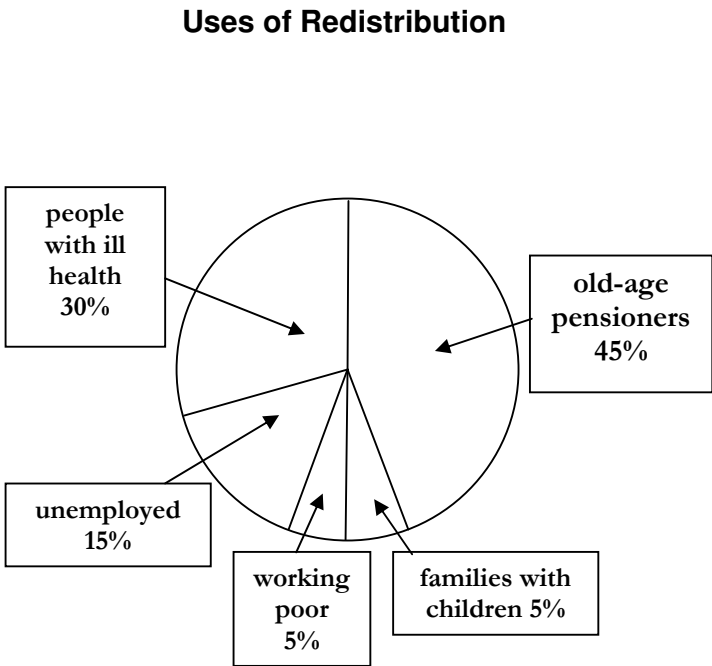 Uses of Redistribution
people
with ill
health
30%
old-age
pensioners
45%
unemployed
15%
working
poor
5%
families with
children 5%